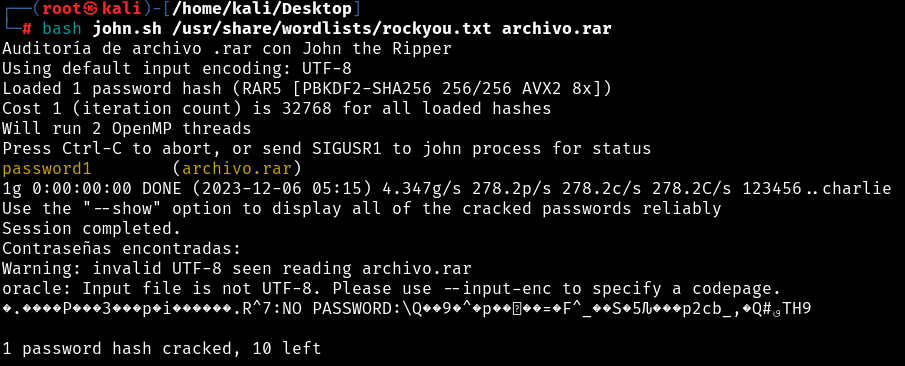 ┌──(root㉿kali)-[/home/kali/Desktop]
└─# bash john.sh /usr/share/wordlists/rockyou.txt archivo.rar
Auditoría de archivo .rar con John the Ripper
Using default input encoding: UTF-8
Loaded 1 password hash (RAR5 [PBKDF2-SHA256 256/256 AVX2 8x])
Cost 1 (iteration count) is 32768 for all loaded hashes
Will run 2 OpenMP threads
Press Ctrl-C to abort, or send SIGUSR1 to john process for status
password1        (archivo.rar)
1g 0:00:00:00 DONE (2023-12-06 05:15) 4.347g/s 278.2p/s 278.2c/s 278.2C/s 123456..charlie
Use the "--show" option to display all of the cracked passwords reliably
Session completed.
Contraseñas encontradas:
Warning: invalid UTF-8 seen reading archivo.rar
oracle: Input file is not UTF-8. Please use --input-enc to specify a codepage.
�.����P���3���p�i������.R^7:NO PASSWORD:\Q��9�^�p�� ��=�F^_��S�5 ���p2cb_,�Q# TH9
1 password hash cracked, 10 left